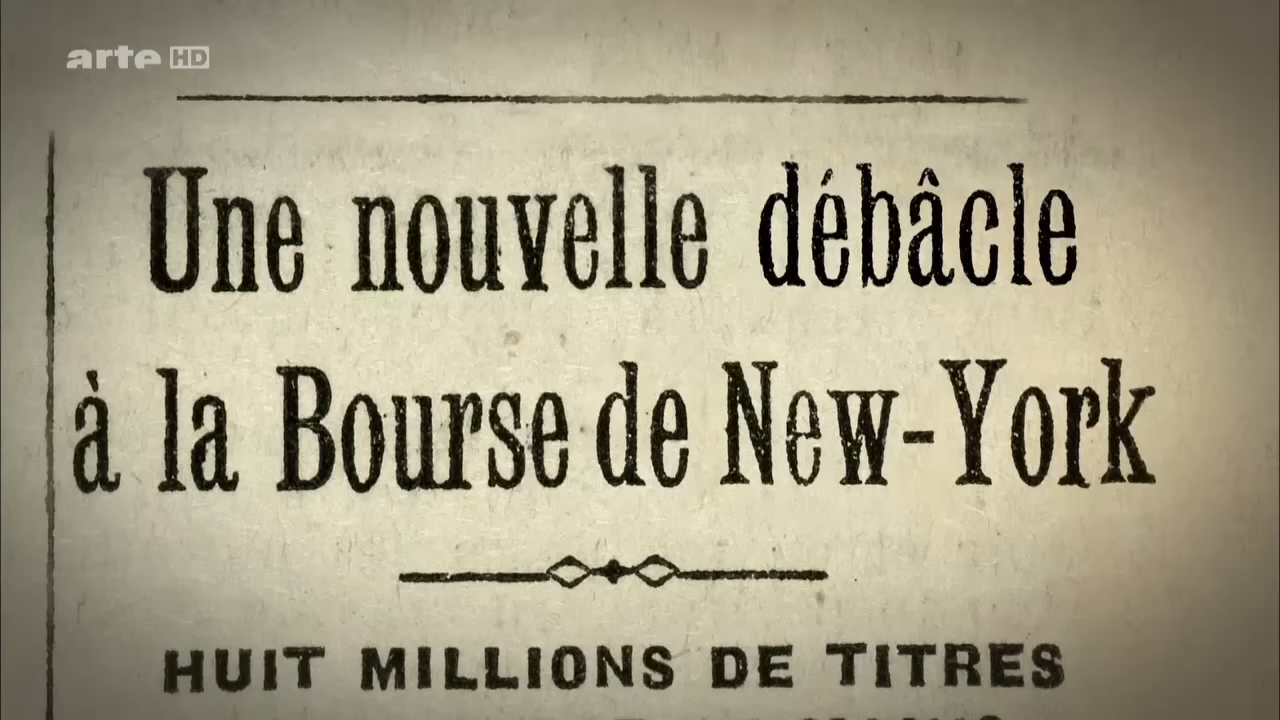 arte HD
Une nouvelle débâcle
à la Bourse de New-York
HUIT MILLIONS DE TITRES